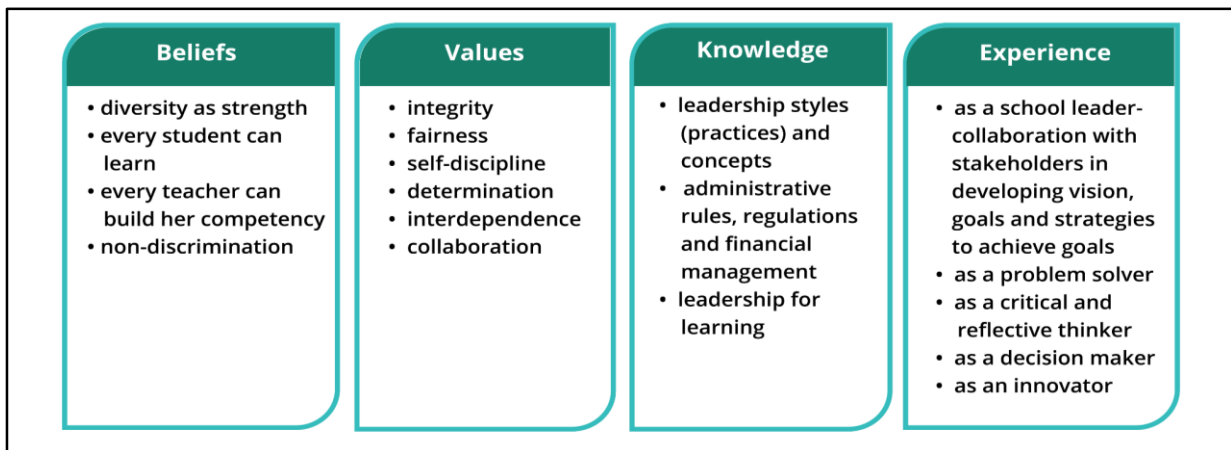 Beliefs
• diversity as strength
• every student can
learn
• every teacher can
build her competency
• non-discrimination
Values
• integrity
• fairness
• self-discipline
• determination
• interdependence
• collaboration
Knowledge
• leadership styles
(practices) and
concepts
• administrative
rules, regulations
and financial
management
• leadership for
learning
Experience
• as a school leader-
collaboration with
stakeholders in
developing vision,
goals and strategies
to achieve goals
• as a problem solver
• as a critical and
reflective thinker
• as a decision maker
• as an innovator